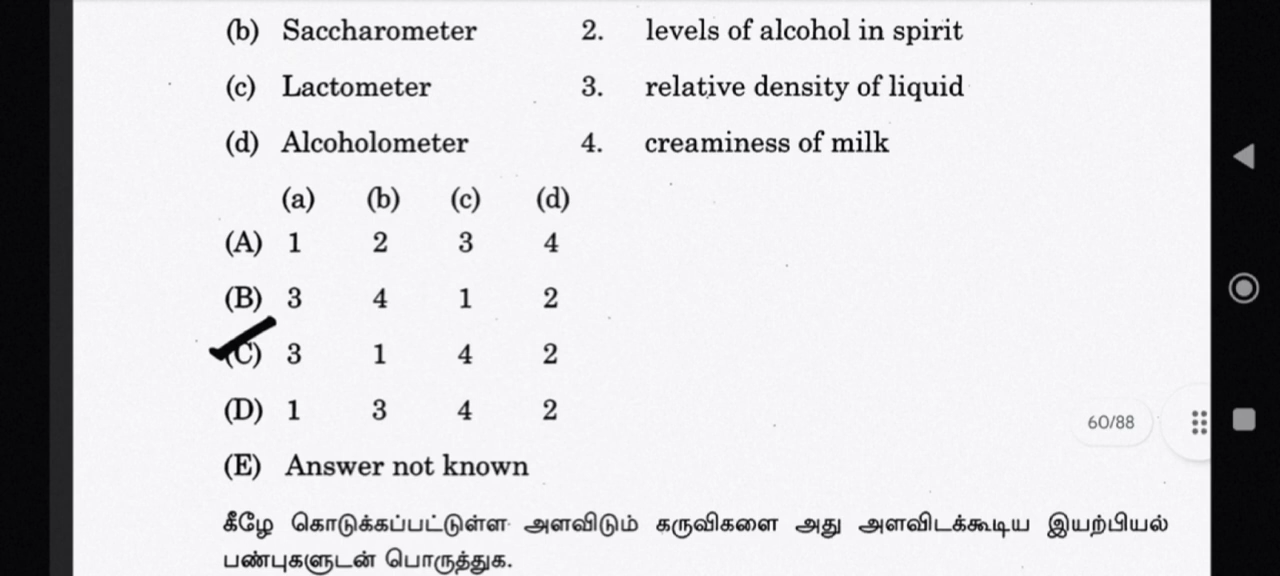 (b) Saccharometer 2. levels of alcohol in spirit
(c) Lactometer 3. relative density of liquid
(d) Alcoholometer 4. creaminess of milk
(a) (b) (c) (d)
(A) 1 2 3 4
(B) 3 4 1 2
(C) 3 1 4 2
(D) 1 3 4 2
60/88
(E) Answer not known
கீழே கொடுக்கப்பட்டுள்ள அளவிடும் கருவிகளை அது அளவிடக்கூடிய இயற்பியல்
பண்புகளுடன் பொருத்துக.